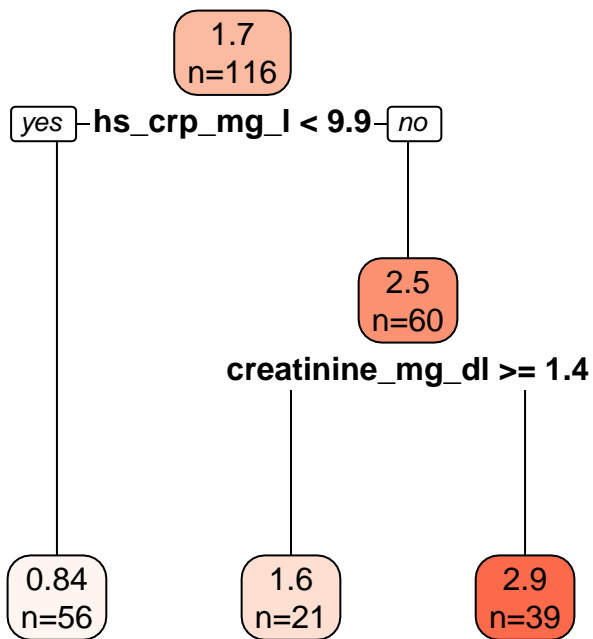 1.7
n=116
yes hs_crp_mg_l < 9.9 no
2.5
n=60
creatinine_mg_dl >= 1.4
0.84
n=56
1.6
n=21
2.9
n=39